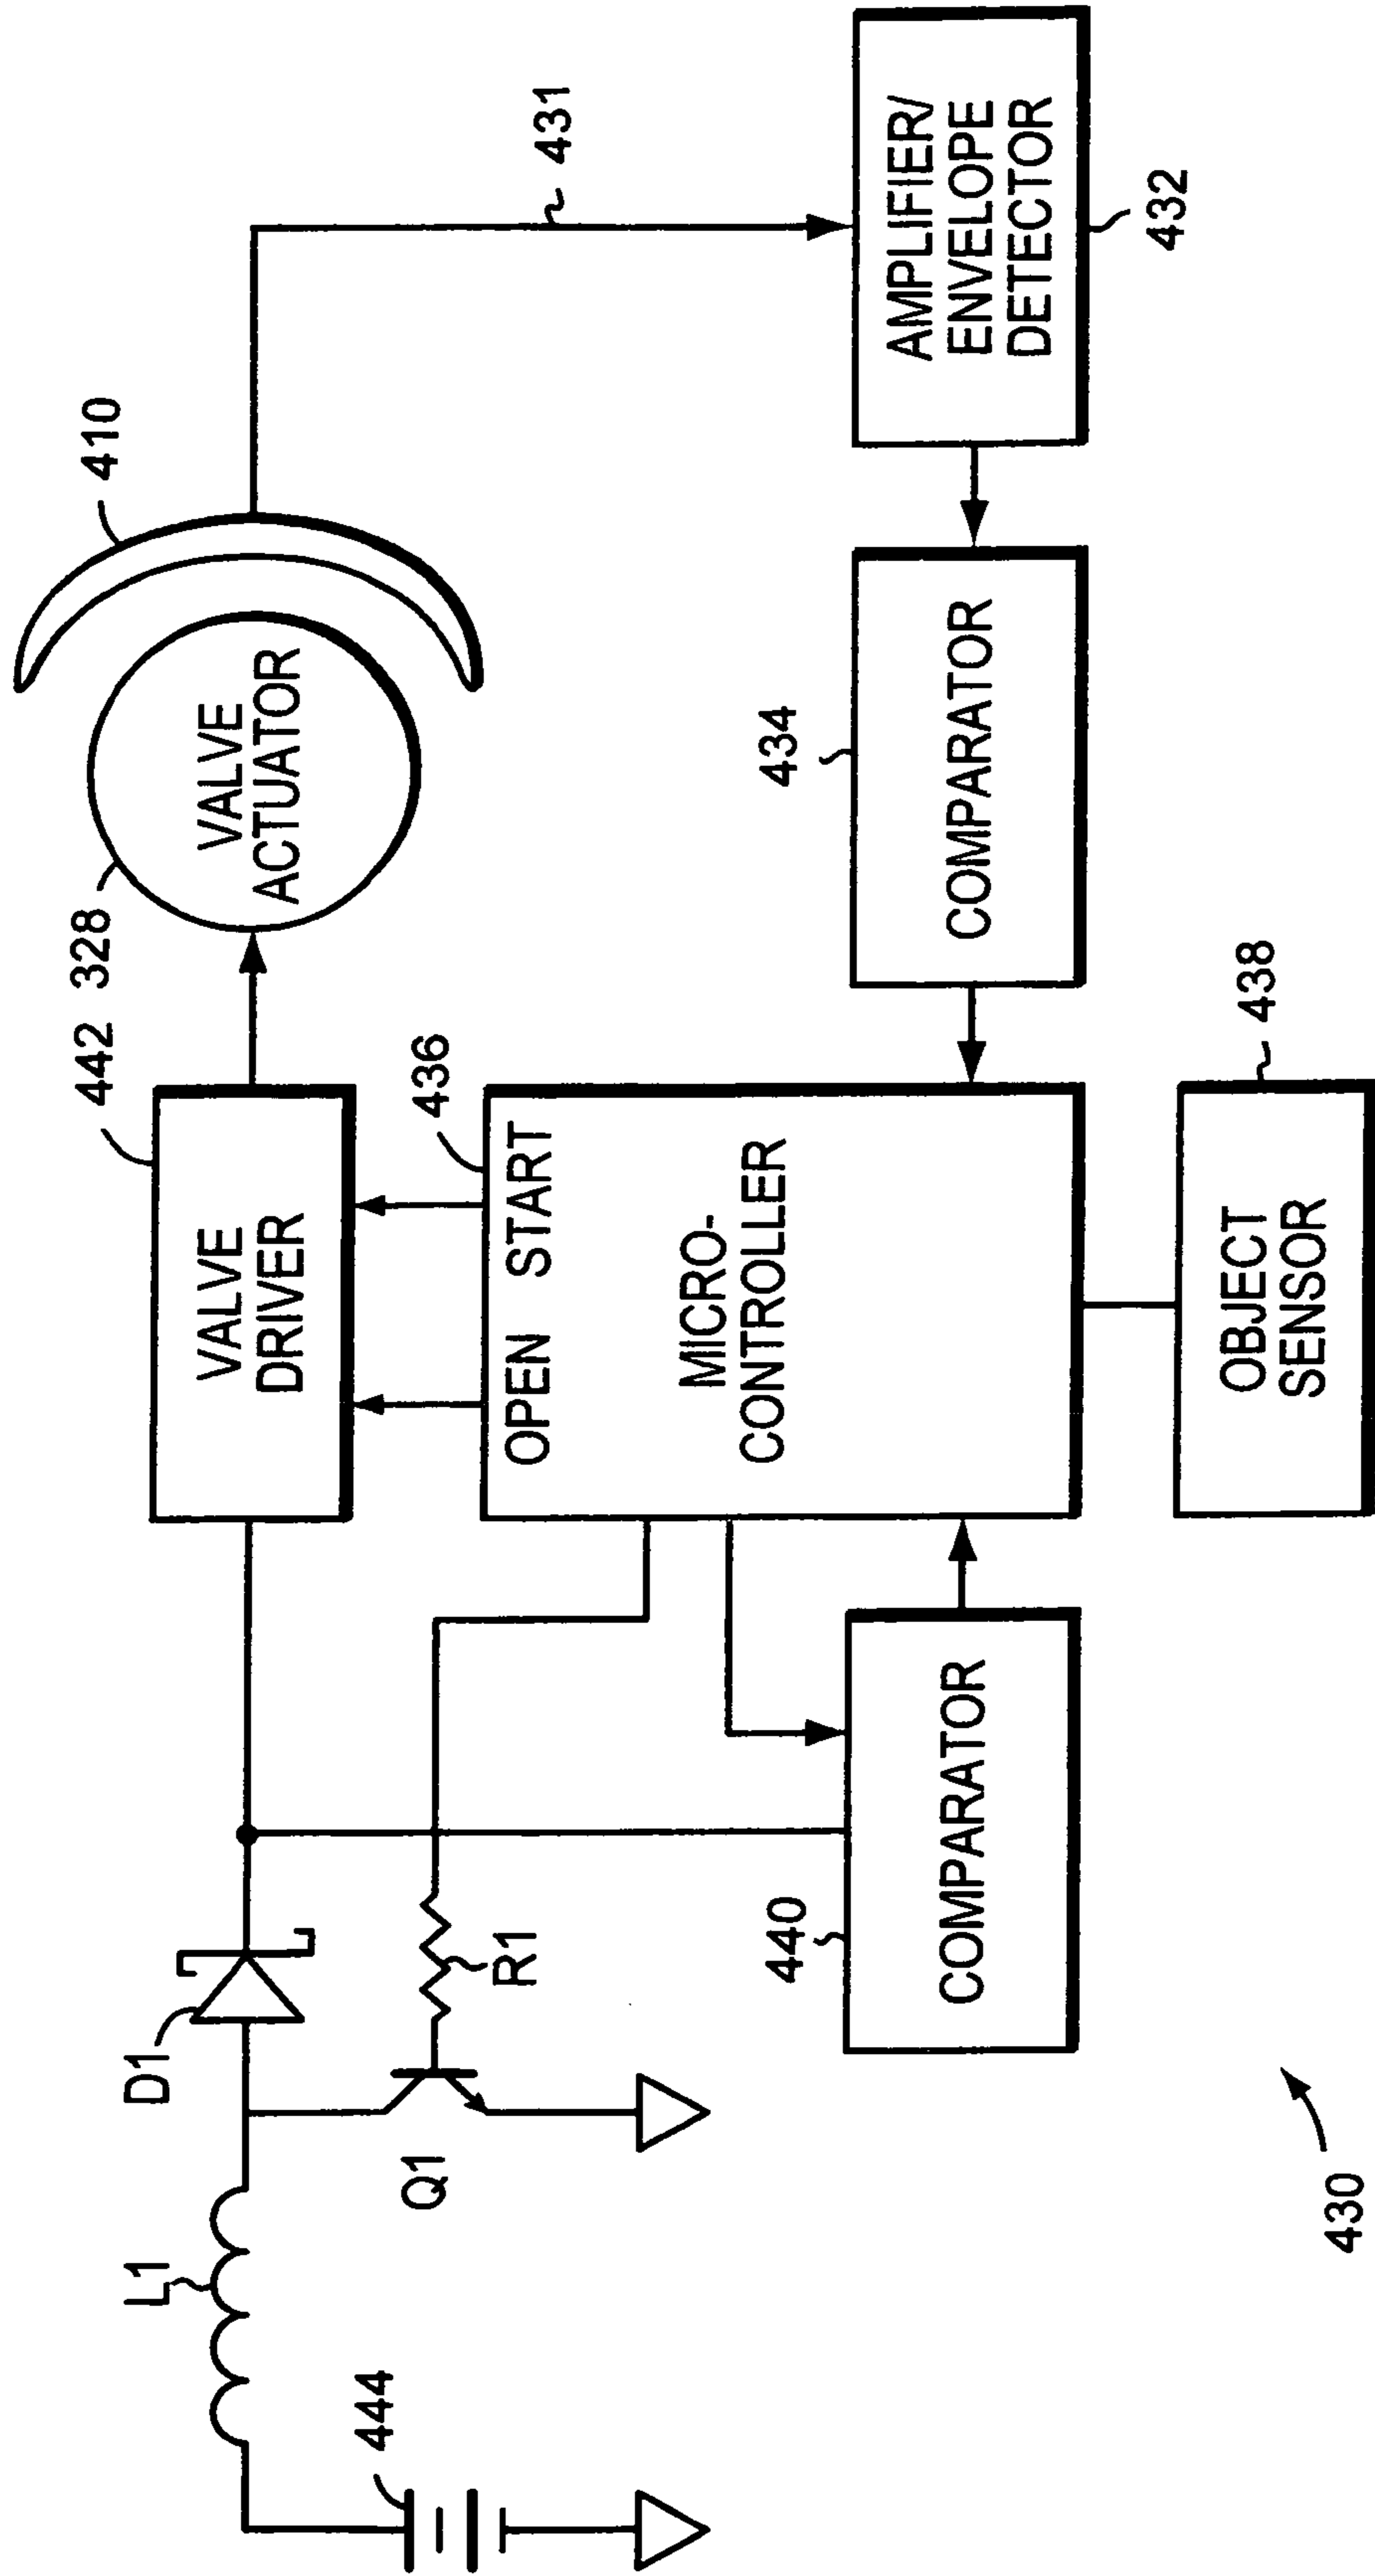 444
L1
D1
Q1
R1
442
VALVE
DRIVER
328
VALVE
ACTUATOR
410
431
436
OPEN START
MICRO-
CONTROLLER
440
COMPARATOR
434
COMPARATOR
AMPLIFIER/
ENVELOPE
DETECTOR
432
438
OBJECT
SENSOR
430